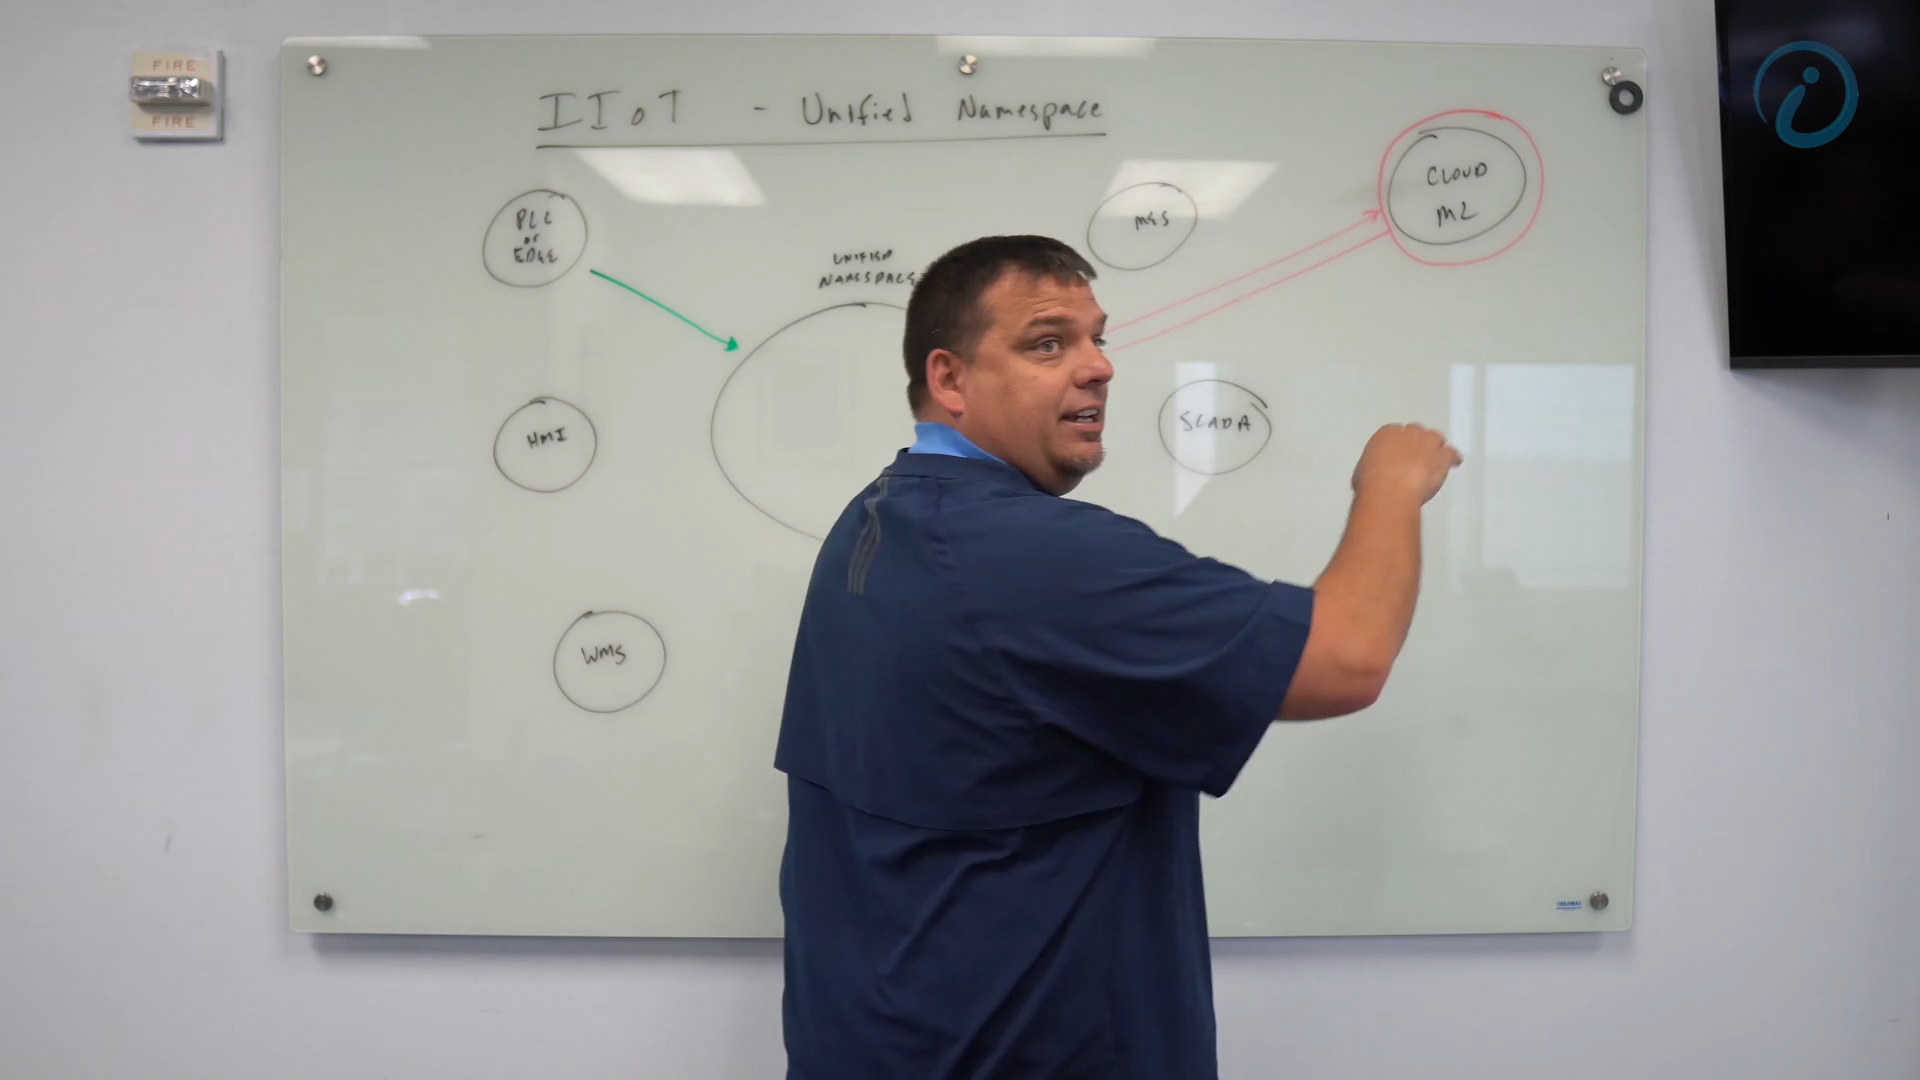 FIRE
FIRE
IIoT - Unified Namespace
PLC
or
EDGE
UNIFIED
NAMESPACE
MES
CLOUD
ML
HMI
SCADA
WMS